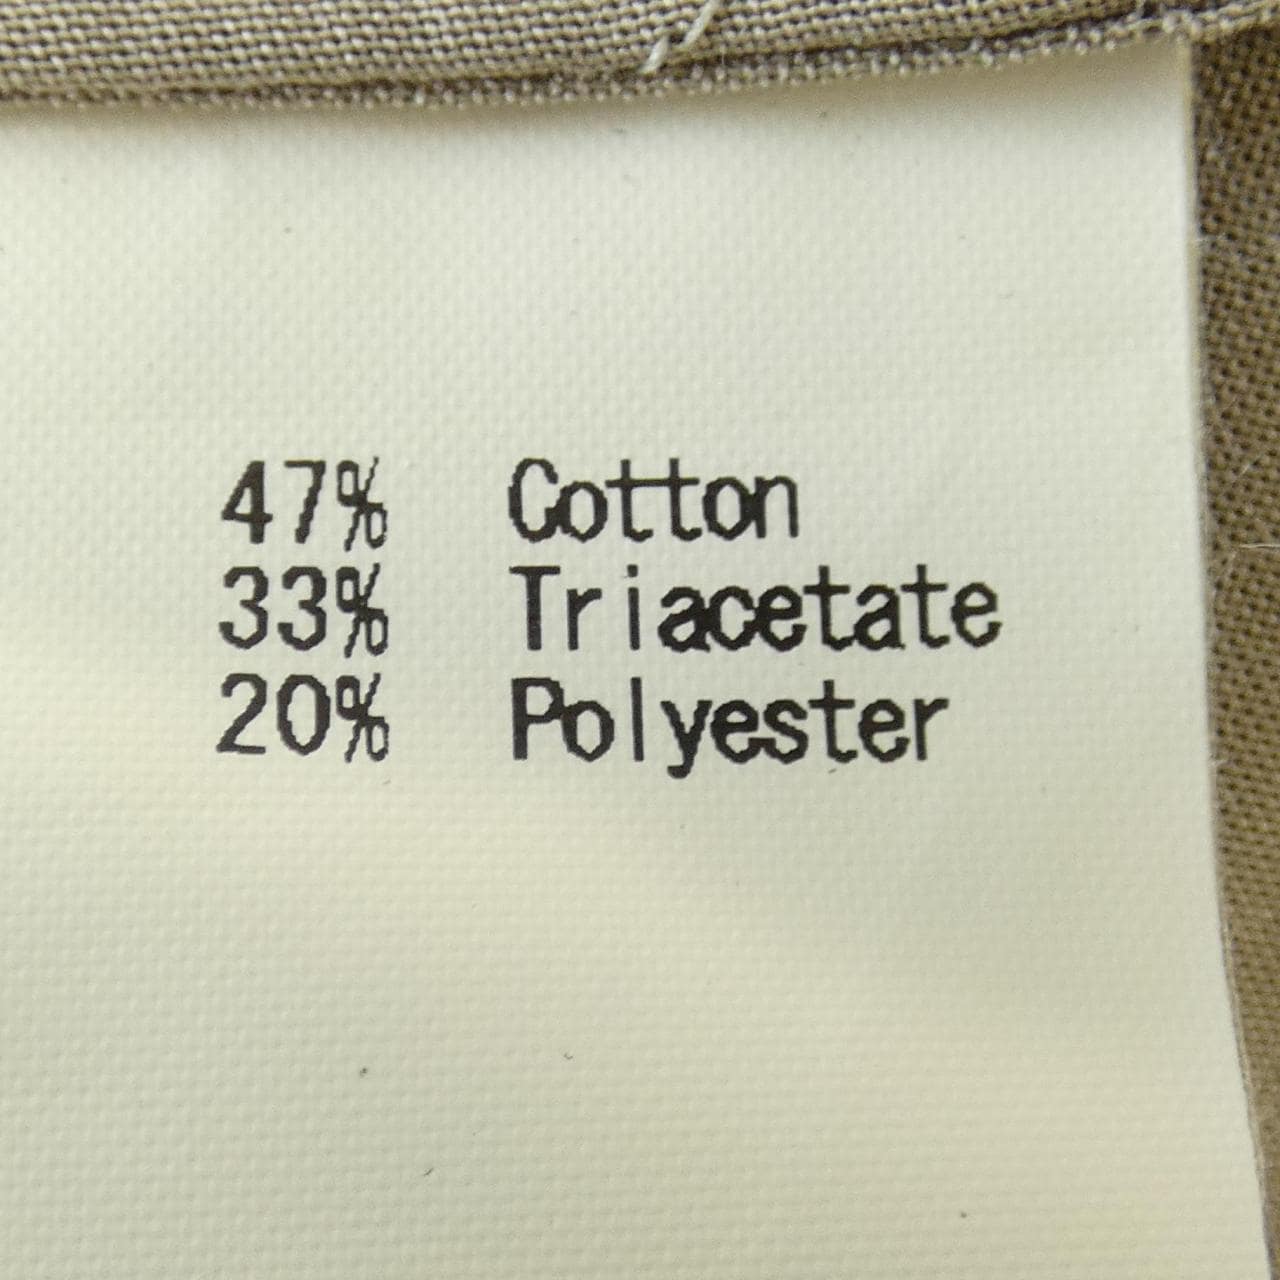 47% Cotton
33% Triacetate
20% Polyester